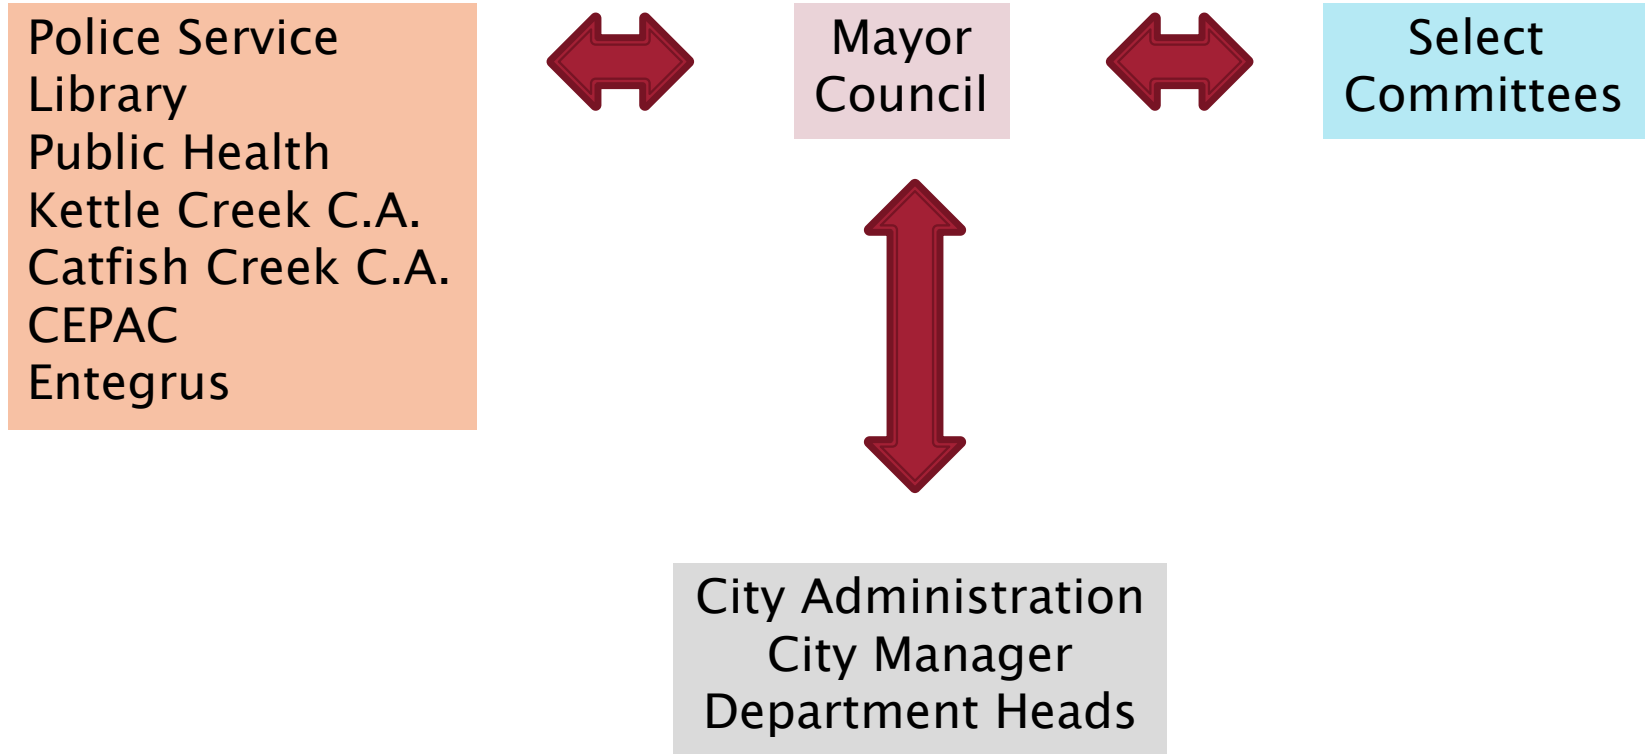 Police Service
Library
Public Health
Kettle Creek C.A.
Catfish Creek C.A.
CEPAC
Entegrus
Mayor
Council
Select
Committees
City Administration
City Manager
Department Heads